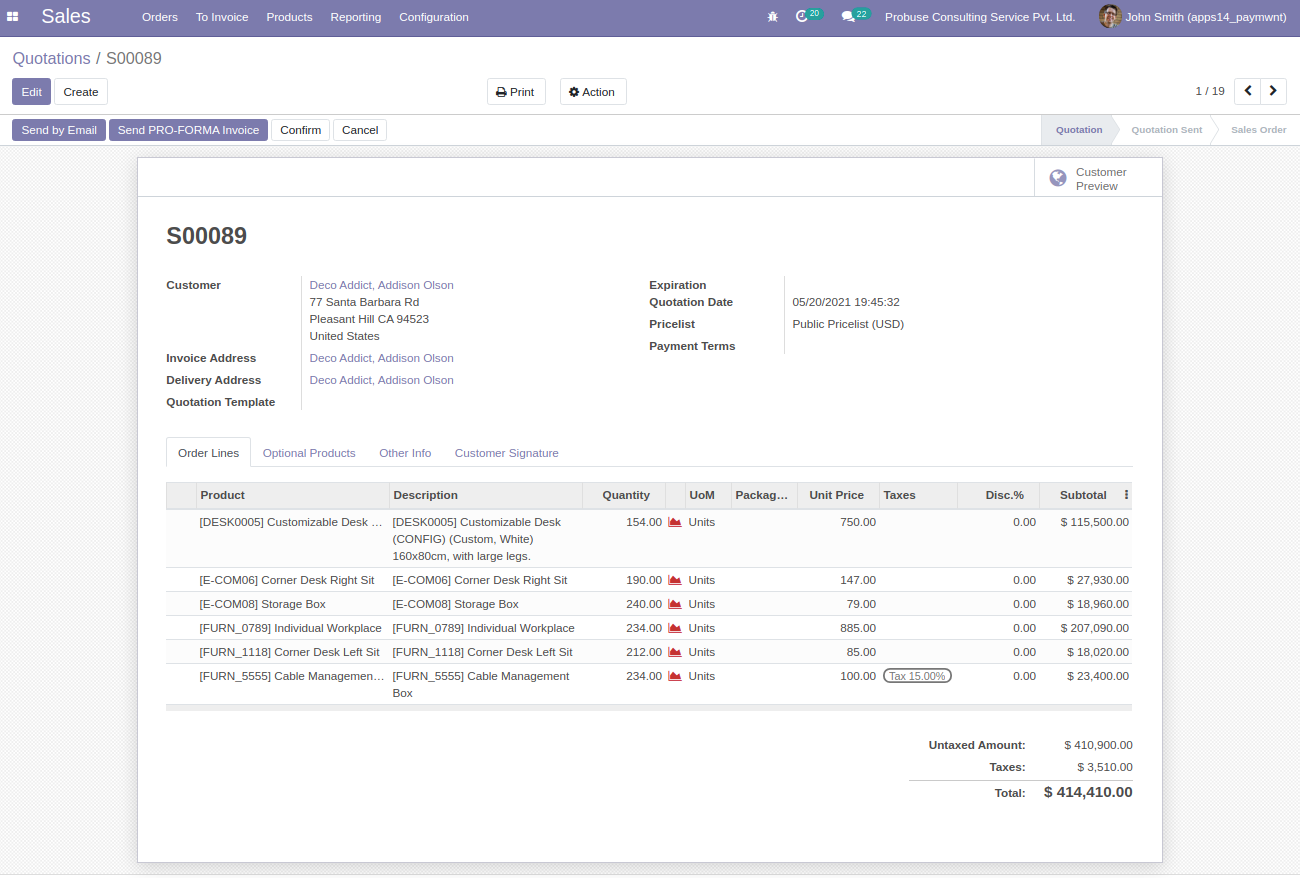 Sales Orders To Invoice Products Reporting Configuration 20 22 Probuse Consulting Service Pvt. Ltd. John Smith (apps14_paymwnt)
Quotations / S00089
Edit Create Print Action 1 / 19
Send by Email Send PRO-FORMA Invoice Confirm Cancel Quotation Quotation Sent Sales Order
Customer
Preview
S00089
Customer Deco Addict, Addison Olson
77 Santa Barbara Rd
Pleasant Hill CA 94523
United States
Invoice Address Deco Addict, Addison Olson
Delivery Address Deco Addict, Addison Olson
Quotation Template
Expiration
Quotation Date 05/20/2021 19:45:32
Pricelist Public Pricelist (USD)
Payment Terms
Order Lines Optional Products Other Info Customer Signature
Product Description Quantity UoM Packag... Unit Price Taxes Disc.% Subtotal
[DESK0005] Customizable Desk ... [DESK0005] Customizable Desk 154.00 Units 750.00 0.00 $ 115,500.00
(CONFIG) (Custom, White)
160x80cm, with large legs.
[E-COM06] Corner Desk Right Sit [E-COM06] Corner Desk Right Sit 190.00 Units 147.00 0.00 $ 27,930.00
[E-COM08] Storage Box [E-COM08] Storage Box 240.00 Units 79.00 0.00 $ 18,960.00
[FURN_0789] Individual Workplace [FURN_0789] Individual Workplace 234.00 Units 885.00 0.00 $ 207,090.00
[FURN_1118] Corner Desk Left Sit [FURN_1118] Corner Desk Left Sit 212.00 Units 85.00 0.00 $ 18,020.00
[FURN_5555] Cable Managemen... [FURN_5555] Cable Management 234.00 Units 100.00 Tax 15.00% 0.00 $ 23,400.00
Box
Untaxed Amount: $ 410,900.00
Taxes: $ 3,510.00
Total: $ 414,410.00